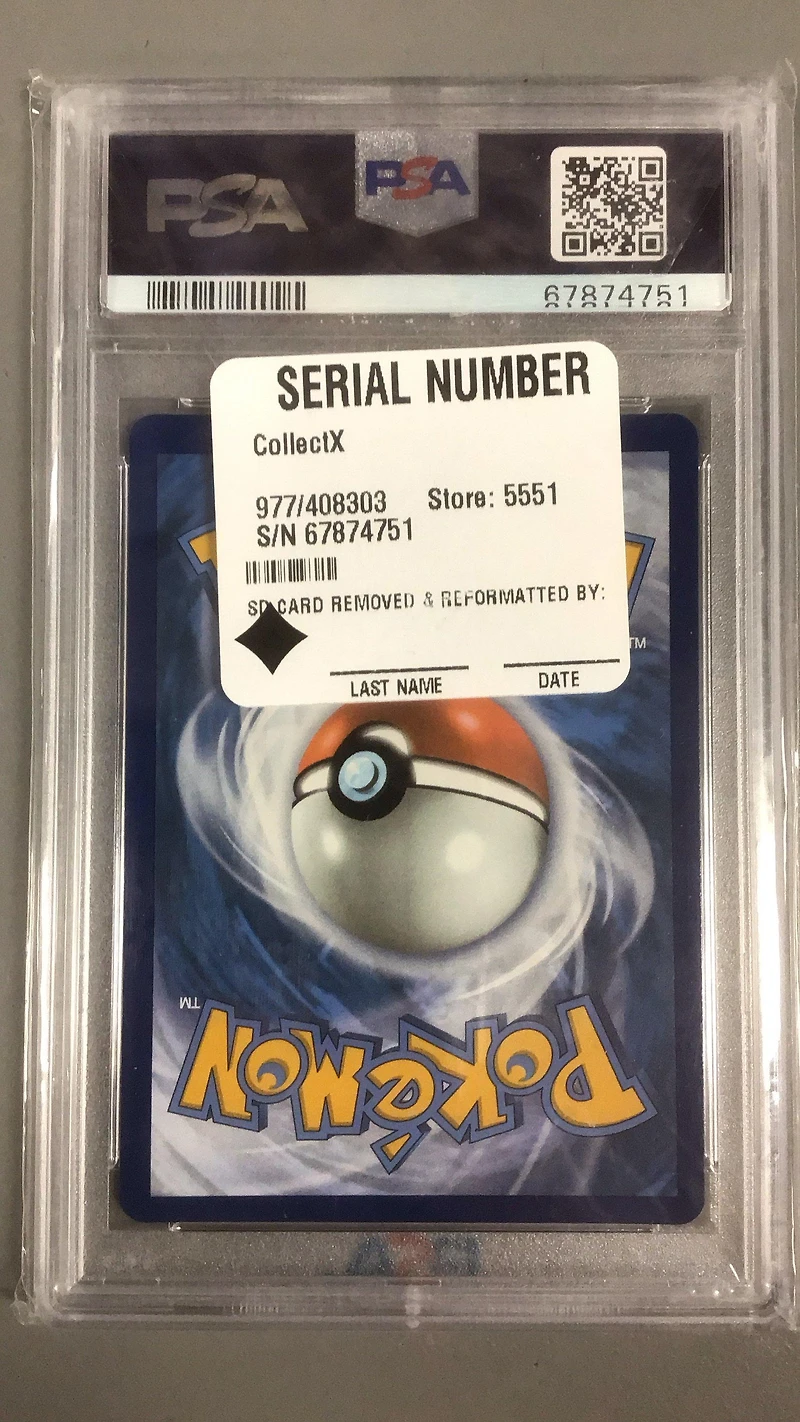 PSA
PSA
67874751
SERIAL NUMBER
CollectX
977/408303 Store: 5551
S/N 67874751
SD CARD REMOVED & REFORMATTED BY:
LAST NAME DATE
TM
TM
POKéMON
PSA